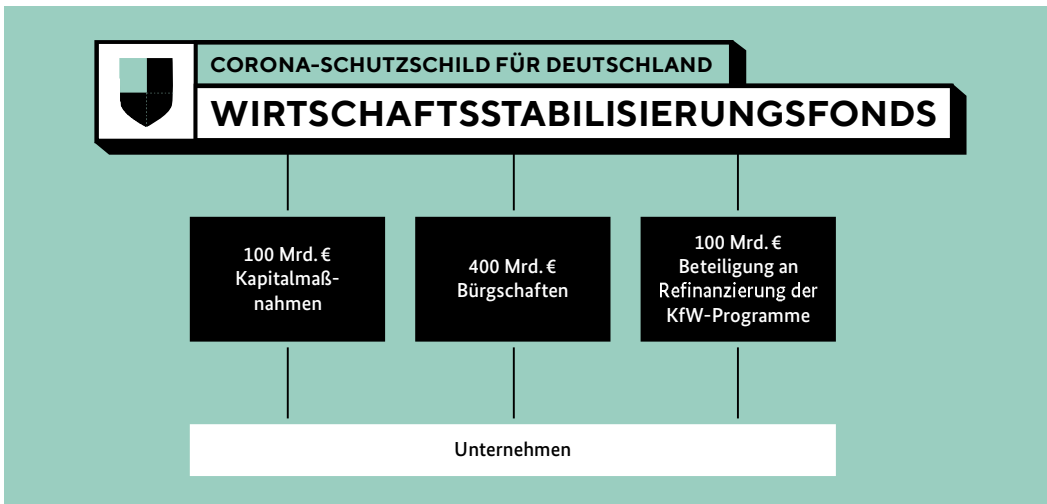 CORONA-SCHUTZSCHILD FÜR DEUTSCHLAND
WIRTSCHAFTSSTABILISIERUNGSFONDS
100 Mrd. €
Kapitalmaß-
nahmen
400 Mrd. €
Bürgschaften
100 Mrd. €
Beteiligung an
Refinanzierung der
KfW-Programme
Unternehmen